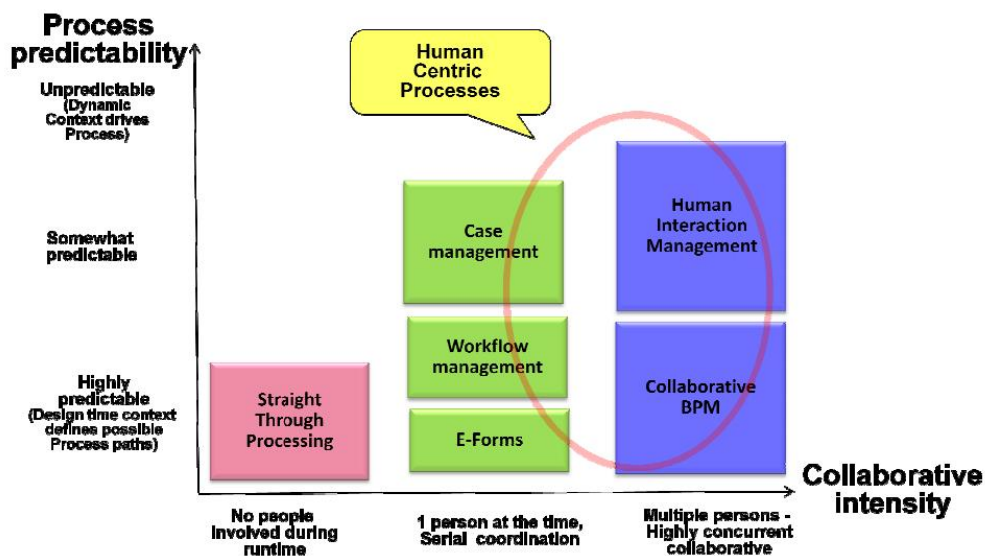 Process
predictability
Human
Centric
Processes
Unpredictable
(Dynamic
Context drives
Process)
Case
management
Human
Interaction
Management
Somewhat
predictable
Workflow
management
Highly
predictable
(Design time context
defines possible
Process paths)
Straight
Through
Processing
Collaborative
BPM
E-Forms
Collaborative
intensity
No people
involved during
runtime
1 person at the time,
Serial coordination
Multiple persons -
Highly concurrent
collaborative